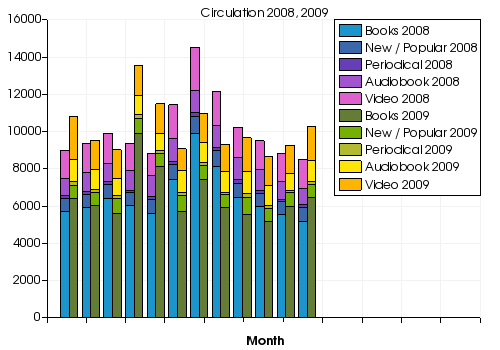 Circulation 2008, 2009
16000
14000
12000
10000
8000
6000
4000
2000
0
Books 2008
New / Popular 2008
Periodical 2008
Audiobook 2008
Video 2008
Books 2009
New / Popular 2009
Periodical 2009
Audiobook 2009
Video 2009
Month